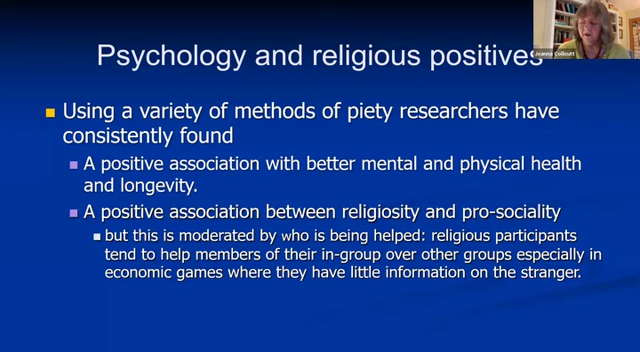 Psychology and religious positives
Joanna Collicutt
Using a variety of methods of piety researchers have
consistently found
A positive association with better mental and physical health
and longevity.
A positive association between religiosity and pro-sociality
but this is moderated by who is being helped: religious participants
tend to help members of their in-group over other groups especially in
economic games where they have little information on the stranger.